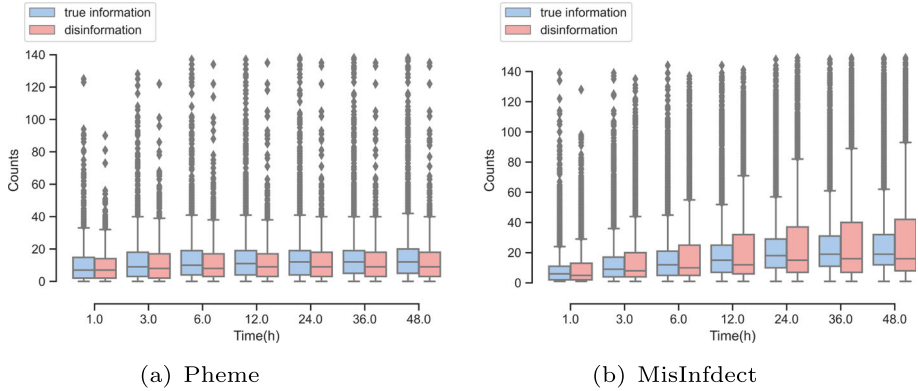 true information
disinformation
140
120
100
80
60
40
20
0
Counts
1.0 3.0 6.0 12.0 24.0 36.0 48.0
Time(h)
(a) Pheme
true information
disinformation
140
120
100
80
60
40
20
0
Counts
1.0 3.0 6.0 12.0 24.0 36.0 48.0
Time(h)
(b) MisInfdect